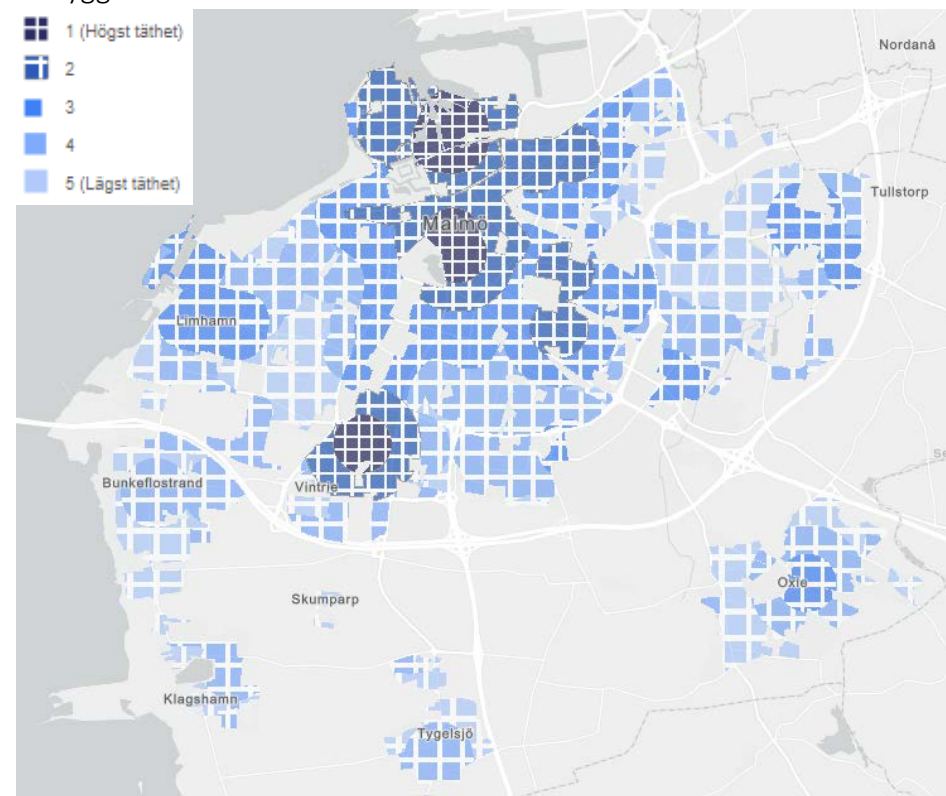 1 (Högst täthet)
2
3
4
5 (Lägst täthet)
Nordanå
Tullstorp
Malmö
Limhamn
Bunkeflostrand
Vintrie
Oxie
Skumparp
Klagshamn
Tygelsjö